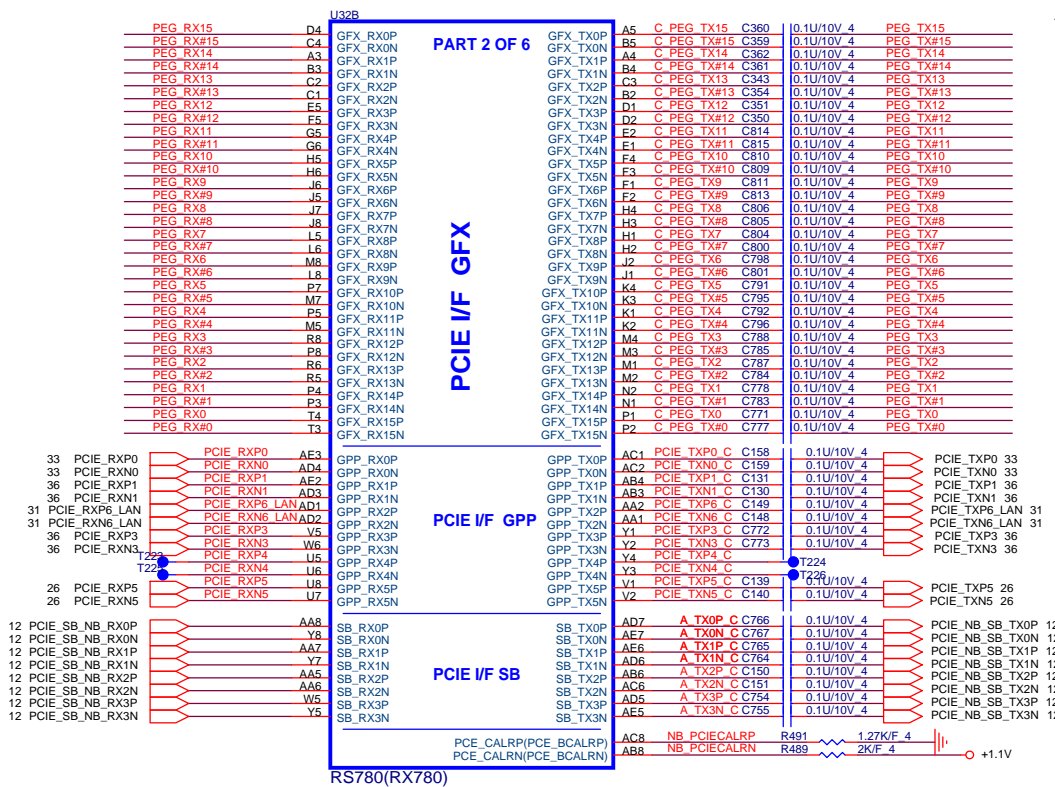 U32B
PART 2 OF 6
PCIE I/F GFX
PEG_RX15 D4 GFX_RX0P GFX_TX0P A5 C_PEG_TX15 C360 0.1U/10V_4 PEG_TX15
PEG_RX#15 C4 GFX_RX0N GFX_TX0N B5 C_PEG_TX#15 C359 0.1U/10V_4 PEG_TX#15
PEG_RX14 A3 GFX_RX1P GFX_TX1P A4 C_PEG_TX14 C362 0.1U/10V_4 PEG_TX14
PEG_RX#14 B3 GFX_RX1N GFX_TX1N B4 C_PEG_TX#14 C361 0.1U/10V_4 PEG_TX#14
PEG_RX13 C2 GFX_RX2P GFX_TX2P C3 C_PEG_TX13 C343 0.1U/10V_4 PEG_TX13
PEG_RX#13 C1 GFX_RX2N GFX_TX2N B2 C_PEG_TX#13 C354 0.1U/10V_4 PEG_TX#13
PEG_RX12 E5 GFX_RX3P GFX_TX3P D1 C_PEG_TX12 C351 0.1U/10V_4 PEG_TX12
PEG_RX#12 F5 GFX_RX3N GFX_TX3N D2 C_PEG_TX#12 C350 0.1U/10V_4 PEG_TX#12
PEG_RX11 G5 GFX_RX4P GFX_TX4P E2 C_PEG_TX11 C814 0.1U/10V_4 PEG_TX11
PEG_RX#11 G6 GFX_RX4N GFX_TX4N E1 C_PEG_TX#11 C815 0.1U/10V_4 PEG_TX#11
PEG_RX10 H5 GFX_RX5P GFX_TX5P F4 C_PEG_TX10 C810 0.1U/10V_4 PEG_TX10
PEG_RX#10 H6 GFX_RX5N GFX_TX5N F3 C_PEG_TX#10 C809 0.1U/10V_4 PEG_TX#10
PEG_RX9 J6 GFX_RX6P GFX_TX6P F1 C_PEG_TX9 C811 0.1U/10V_4 PEG_TX9
PEG_RX#9 J5 GFX_RX6N GFX_TX6N F2 C_PEG_TX#9 C813 0.1U/10V_4 PEG_TX#9
PEG_RX8 J7 GFX_RX7P GFX_TX7P H4 C_PEG_TX8 C806 0.1U/10V_4 PEG_TX8
PEG_RX#8 J8 GFX_RX7N GFX_TX7N H3 C_PEG_TX#8 C805 0.1U/10V_4 PEG_TX#8
PEG_RX7 L5 GFX_RX8P GFX_TX8P H1 C_PEG_TX7 C804 0.1U/10V_4 PEG_TX7
PEG_RX#7 L6 GFX_RX8N GFX_TX8N H2 C_PEG_TX#7 C800 0.1U/10V_4 PEG_TX#7
PEG_RX6 M8 GFX_RX9P GFX_TX9P J2 C_PEG_TX6 C798 0.1U/10V_4 PEG_TX6
PEG_RX#6 L8 GFX_RX9N GFX_TX9N J1 C_PEG_TX#6 C801 0.1U/10V_4 PEG_TX#6
PEG_RX5 P7 GFX_RX10P GFX_TX10P K4 C_PEG_TX5 C791 0.1U/10V_4 PEG_TX5
PEG_RX#5 M7 GFX_RX10N GFX_TX10N K3 C_PEG_TX#5 C795 0.1U/10V_4 PEG_TX#5
PEG_RX4 P5 GFX_RX11P GFX_TX11P K1 C_PEG_TX4 C792 0.1U/10V_4 PEG_TX4
PEG_RX#4 M5 GFX_RX11N GFX_TX11N K2 C_PEG_TX#4 C796 0.1U/10V_4 PEG_TX#4
PEG_RX3 R8 GFX_RX12P GFX_TX12P M4 C_PEG_TX3 C788 0.1U/10V_4 PEG_TX3
PEG_RX#3 P8 GFX_RX12N GFX_TX12N M3 C_PEG_TX#3 C785 0.1U/10V_4 PEG_TX#3
PEG_RX2 R6 GFX_RX13P GFX_TX13P M1 C_PEG_TX2 C787 0.1U/10V_4 PEG_TX2
PEG_RX#2 R5 GFX_RX13N GFX_TX13N M2 C_PEG_TX#2 C784 0.1U/10V_4 PEG_TX#2
PEG_RX1 P4 GFX_RX14P GFX_TX14P N2 C_PEG_TX1 C778 0.1U/10V_4 PEG_TX1
PEG_RX#1 P3 GFX_RX14N GFX_TX14N N1 C_PEG_TX#1 C783 0.1U/10V_4 PEG_TX#1
PEG_RX0 T4 GFX_RX15P GFX_TX15P P1 C_PEG_TX0 C771 0.1U/10V_4 PEG_TX0
PEG_RX#0 T3 GFX_RX15N GFX_TX15N P2 C_PEG_TX#0 C777 0.1U/10V_4 PEG_TX#0
33 PCIE_RXP0 PCIE_RXP0 AE3 GPP_RX0P GPP_TX0P AC1 PCIE_TXP0_C C158 0.1U/10V_4 PCIE_TXP0 33
33 PCIE_RXN0 PCIE_RXN0 AD4 GPP_RX0N GPP_TX0N AC2 PCIE_TXN0_C C159 0.1U/10V_4 PCIE_TXN0 33
36 PCIE_RXP1 PCIE_RXP1 AE2 GPP_RX1P GPP_TX1P AB4 PCIE_TXP1_C C131 0.1U/10V_4 PCIE_TXP1 36
36 PCIE_RXN1 PCIE_RXN1 AD3 GPP_RX1N GPP_TX1N AB3 PCIE_TXN1_C C130 0.1U/10V_4 PCIE_TXN1 36
31 PCIE_RXP6_LAN PCIE_RXP6_LAN AD1 GPP_RX2P GPP_TX2P AA2 PCIE_TXP6_C C149 0.1U/10V_4 PCIE_TXP6_LAN 31
31 PCIE_RXN6_LAN PCIE_RXN6_LAN AD2 GPP_RX2N PCIE I/F GPP GPP_TX2N AA1 PCIE_TXN6_C C148 0.1U/10V_4 PCIE_TXN6_LAN 31
36 PCIE_RXP3 PCIE_RXP3 V5 GPP_RX3P GPP_TX3P Y1 PCIE_TXP3_C C772 0.1U/10V_4 PCIE_TXP3 36
36 PCIE_RXN3 PCIE_RXN3 W6 GPP_RX3N GPP_TX3N Y2 PCIE_TXN3_C C773 0.1U/10V_4 PCIE_TXN3 36
PCIE_RXP4 U5 GPP_RX4P GPP_TX4P Y4 PCIE_TXP4_C T224
PCIE_RXN4 U6 GPP_RX4N GPP_TX4N Y3 PCIE_TXN4_C T226
26 PCIE_RXP5 PCIE_RXP5 U8 GPP_RX5P GPP_TX5P V1 PCIE_TXP5_C C139 0.1U/10V_4 PCIE_TXP5 26
26 PCIE_RXN5 PCIE_RXN5 U7 GPP_RX5N GPP_TX5N V2 PCIE_TXN5_C C140 0.1U/10V_4 PCIE_TXN5 26
12 PCIE_SB_NB_RX0P AA8 SB_RX0P SB_TX0P AD7 A_TX0P_C C766 0.1U/10V_4 PCIE_NB_SB_TX0P 12
12 PCIE_SB_NB_RX0N Y8 SB_RX0N SB_TX0N AE7 A_TX0N_C C767 0.1U/10V_4 PCIE_NB_SB_TX0N 12
12 PCIE_SB_NB_RX1P AA7 SB_RX1P SB_TX1P AE6 A_TX1P_C C765 0.1U/10V_4 PCIE_NB_SB_TX1P 12
12 PCIE_SB_NB_RX1N Y7 SB_RX1N SB_TX1N AD6 A_TX1N_C C764 0.1U/10V_4 PCIE_NB_SB_TX1N 12
12 PCIE_SB_NB_RX2P AA5 SB_RX2P PCIE I/F SB SB_TX2P AB6 A_TX2P_C C150 0.1U/10V_4 PCIE_NB_SB_TX2P 12
12 PCIE_SB_NB_RX2N AA6 SB_RX2N SB_TX2N AC6 A_TX2N_C C151 0.1U/10V_4 PCIE_NB_SB_TX2N 12
12 PCIE_SB_NB_RX3P W5 SB_RX3P SB_TX3P AD5 A_TX3P_C C754 0.1U/10V_4 PCIE_NB_SB_TX3P 12
12 PCIE_SB_NB_RX3N Y5 SB_RX3N SB_TX3N AE5 A_TX3N_C C755 0.1U/10V_4 PCIE_NB_SB_TX3N 12
PCE_CALRP(PCE_BCALRP) AC8 NB_PCIECALRP R491 1.27K/F_4
PCE_CALRN(PCE_BCALRN) AB8 NB_PCIECALRN R489 2K/F_4 +1.1V
RS780(RX780)